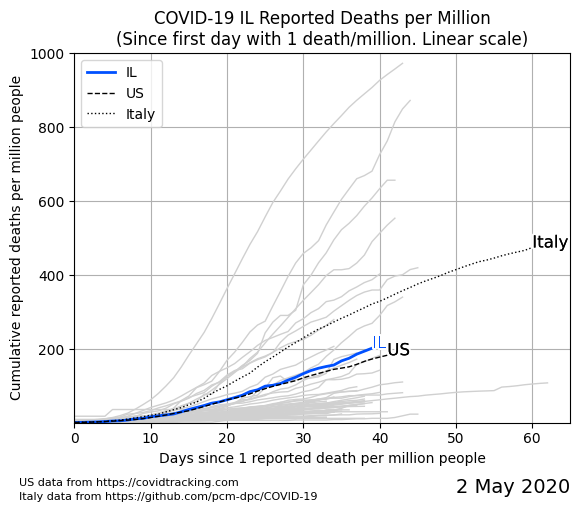 COVID-19 IL Reported Deaths per Million
(Since first day with 1 death/million. Linear scale)
1000
800
600
400
200
Cumulative reported deaths per million people
IL
US
Italy
Italy
IL
US
0
10
20
30
40
50
60
Days since 1 reported death per million people
US data from https://covidtracking.com
Italy data from https://github.com/pcm-dpc/COVID-19
2 May 2020